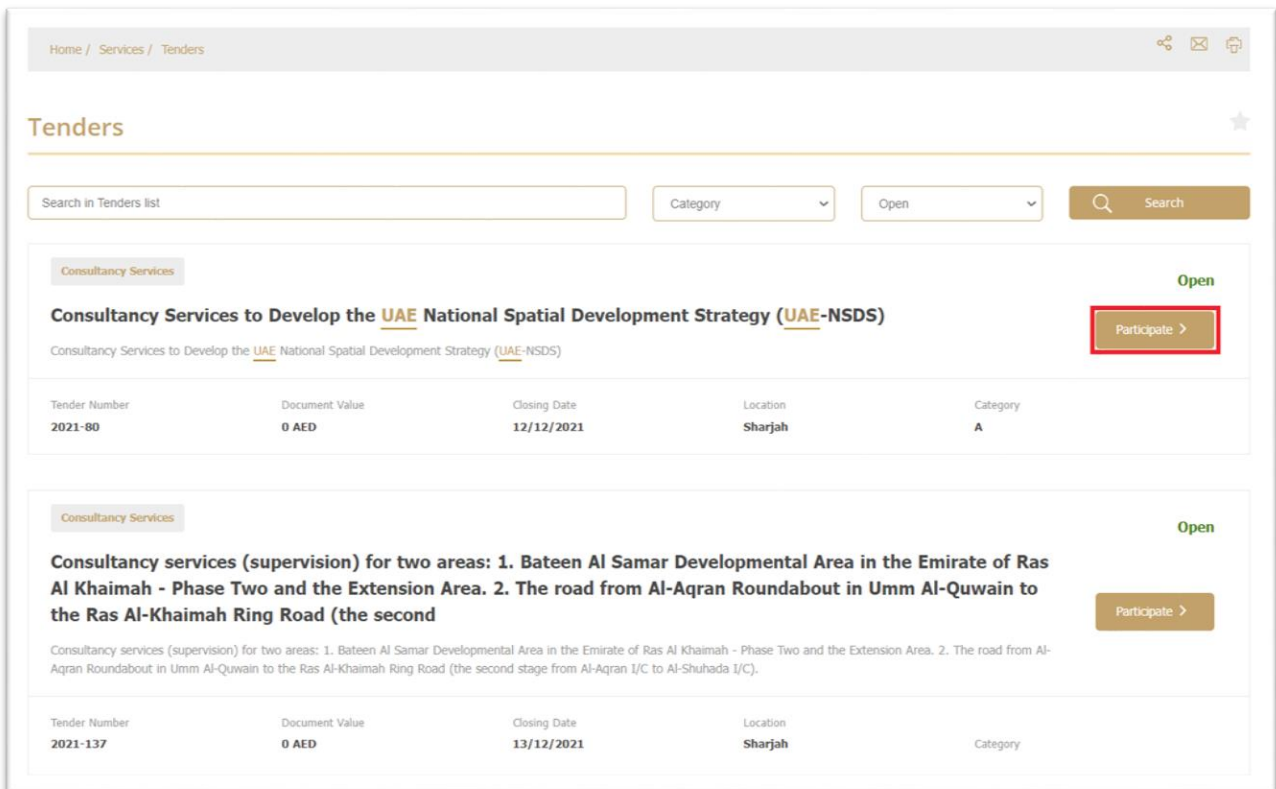 Home / Services / Tenders
Tenders
Search in Tenders list
Category
Open
Search
Consultancy Services
Open
Consultancy Services to Develop the UAE National Spatial Development Strategy (UAE-NSDS)
Participate >
Consultancy Services to Develop the UAE National Spatial Development Strategy (UAE-NSDS)
Tender Number Document Value Closing Date Location Category
2021-80 0 AED 12/12/2021 Sharjah A
Consultancy Services
Open
Consultancy services (supervision) for two areas: 1. Bateen Al Samar Developmental Area in the Emirate of Ras
Al Khaimah - Phase Two and the Extension Area. 2. The road from Al-Aqran Roundabout in Umm Al-Quwain to
the Ras Al-Khaimah Ring Road (the second
Participate >
Consultancy services (supervision) for two areas: 1. Bateen Al Samar Developmental Area in the Emirate of Ras Al Khaimah - Phase Two and the Extension Area. 2. The road from Al-
Aqran Roundabout in Umm Al-Quwain to the Ras Al-Khaimah Ring Road (the second stage from Al-Aqran I/C to Al-Shuhada I/C).
Tender Number Document Value Closing Date Location
2021-137 0 AED 13/12/2021 Sharjah Category